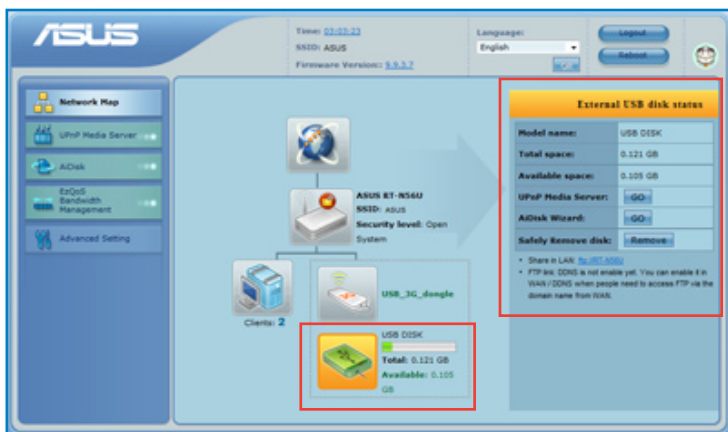 ASUS
Time: 03:03:23
SSID: ASUS
Firmware Version: 9.9.3.7
Language:
English
Logout
Reboot
Network Map
UPnP Media Server
AiDisk
EzQoS
Bandwidth
Management
Advanced Setting
ASUS RT-N56U
SSID: ASUS
Security level: Open
System
Clients: 2
USB_3G_dongle
USB DISK
Total: 0.121 GB
Available: 0.105
GB
External USB disk status
Model name: USB DISK
Total space: 0.121 GB
Available space: 0.105 GB
UPnP Media Server: GO
AiDisk Wizard: GO
Safely Remove disk: Remove
• Share in LAN: ftp://RT-N56U
• FTP link: DDNS is not enable yet. You can enable it in
WAN / DDNS when people need to access FTP via the
domain name from WAN.